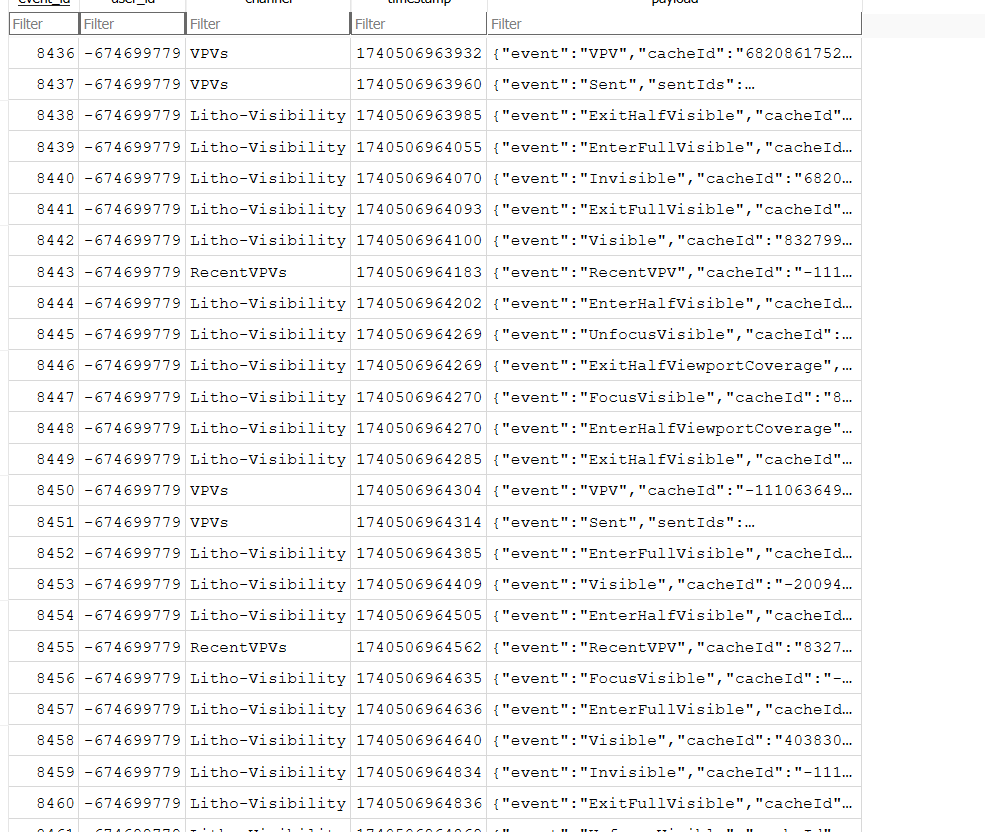 event_id user_id channel timestamp payload
Filter Filter Filter Filter Filter
8436 -674699779 VPVs 1740506963932 {"event":"VPV","cacheId":"6820861752…
8437 -674699779 VPVs 1740506963960 {"event":"Sent","sentIds":…
8438 -674699779 Litho-Visibility 1740506963985 {"event":"ExitHalfVisible","cacheId"…
8439 -674699779 Litho-Visibility 1740506964055 {"event":"EnterFullVisible","cacheId…
8440 -674699779 Litho-Visibility 1740506964070 {"event":"Invisible","cacheId":"6820…
8441 -674699779 Litho-Visibility 1740506964093 {"event":"ExitFullVisible","cacheId"…
8442 -674699779 Litho-Visibility 1740506964100 {"event":"Visible","cacheId":"832799…
8443 -674699779 RecentVPVs 1740506964183 {"event":"RecentVPV","cacheId":"-111…
8444 -674699779 Litho-Visibility 1740506964202 {"event":"EnterHalfVisible","cacheId…
8445 -674699779 Litho-Visibility 1740506964269 {"event":"UnfocusVisible","cacheId":…
8446 -674699779 Litho-Visibility 1740506964269 {"event":"ExitHalfViewportCoverage",…
8447 -674699779 Litho-Visibility 1740506964270 {"event":"FocusVisible","cacheId":"8…
8448 -674699779 Litho-Visibility 1740506964270 {"event":"EnterHalfViewportCoverage"…
8449 -674699779 Litho-Visibility 1740506964285 {"event":"ExitHalfVisible","cacheId"…
8450 -674699779 VPVs 1740506964304 {"event":"VPV","cacheId":"-111063649…
8451 -674699779 VPVs 1740506964314 {"event":"Sent","sentIds":…
8452 -674699779 Litho-Visibility 1740506964385 {"event":"EnterFullVisible","cacheId…
8453 -674699779 Litho-Visibility 1740506964409 {"event":"Visible","cacheId":"-20094…
8454 -674699779 Litho-Visibility 1740506964505 {"event":"EnterHalfVisible","cacheId…
8455 -674699779 RecentVPVs 1740506964562 {"event":"RecentVPV","cacheId":"8327…
8456 -674699779 Litho-Visibility 1740506964635 {"event":"FocusVisible","cacheId":"-…
8457 -674699779 Litho-Visibility 1740506964636 {"event":"EnterFullVisible","cacheId…
8458 -674699779 Litho-Visibility 1740506964640 {"event":"Visible","cacheId":"403830…
8459 -674699779 Litho-Visibility 1740506964834 {"event":"Invisible","cacheId":"-111…
8460 -674699779 Litho-Visibility 1740506964836 {"event":"ExitFullVisible","cacheId"…